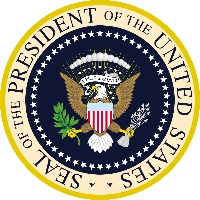 SEAL OF THE PRESIDENT OF THE UNITED STATES